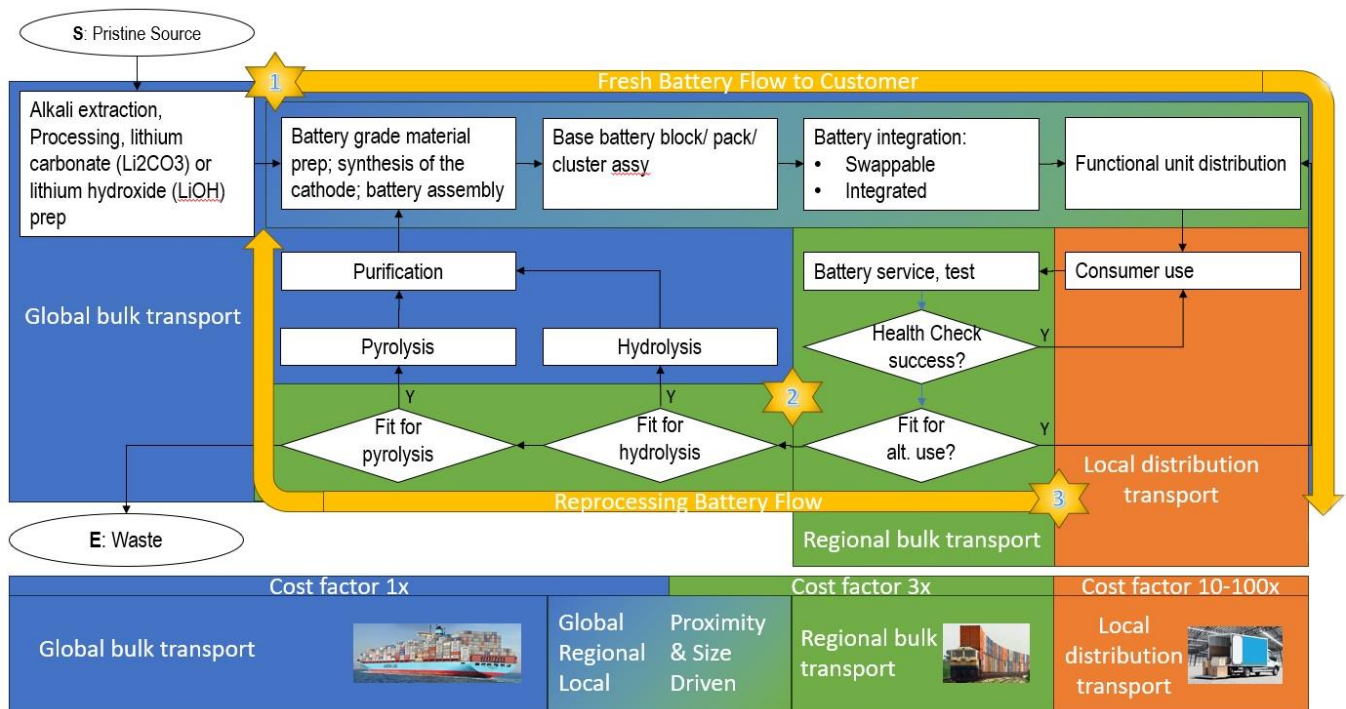 S: Pristine Source
1
Fresh Battery Flow to Customer
Alkali extraction,
Processing, lithium
carbonate (Li2CO3) or
lithium hydroxide (LiOH)
prep
Battery grade material
prep; synthesis of the
cathode; battery assembly
Base battery block/ pack/
cluster assy
Battery integration:
• Swappable
• Integrated
Functional unit distribution
Purification
Battery service, test
Consumer use
Global bulk transport
Pyrolysis
Hydrolysis
Health Check
success?
Y
2
Y
Y
Fit for
pyrolysis
Fit for
hydrolysis
Fit for
alt. use?
Y
Local distribution
transport
Reprocessing Battery Flow
3
E: Waste
Regional bulk transport
Cost factor 1x
Cost factor 3x
Cost factor 10-100x
Global bulk transport
Global
Regional
Local
Proximity
& Size
Driven
Regional bulk
transport
Local
distribution
transport